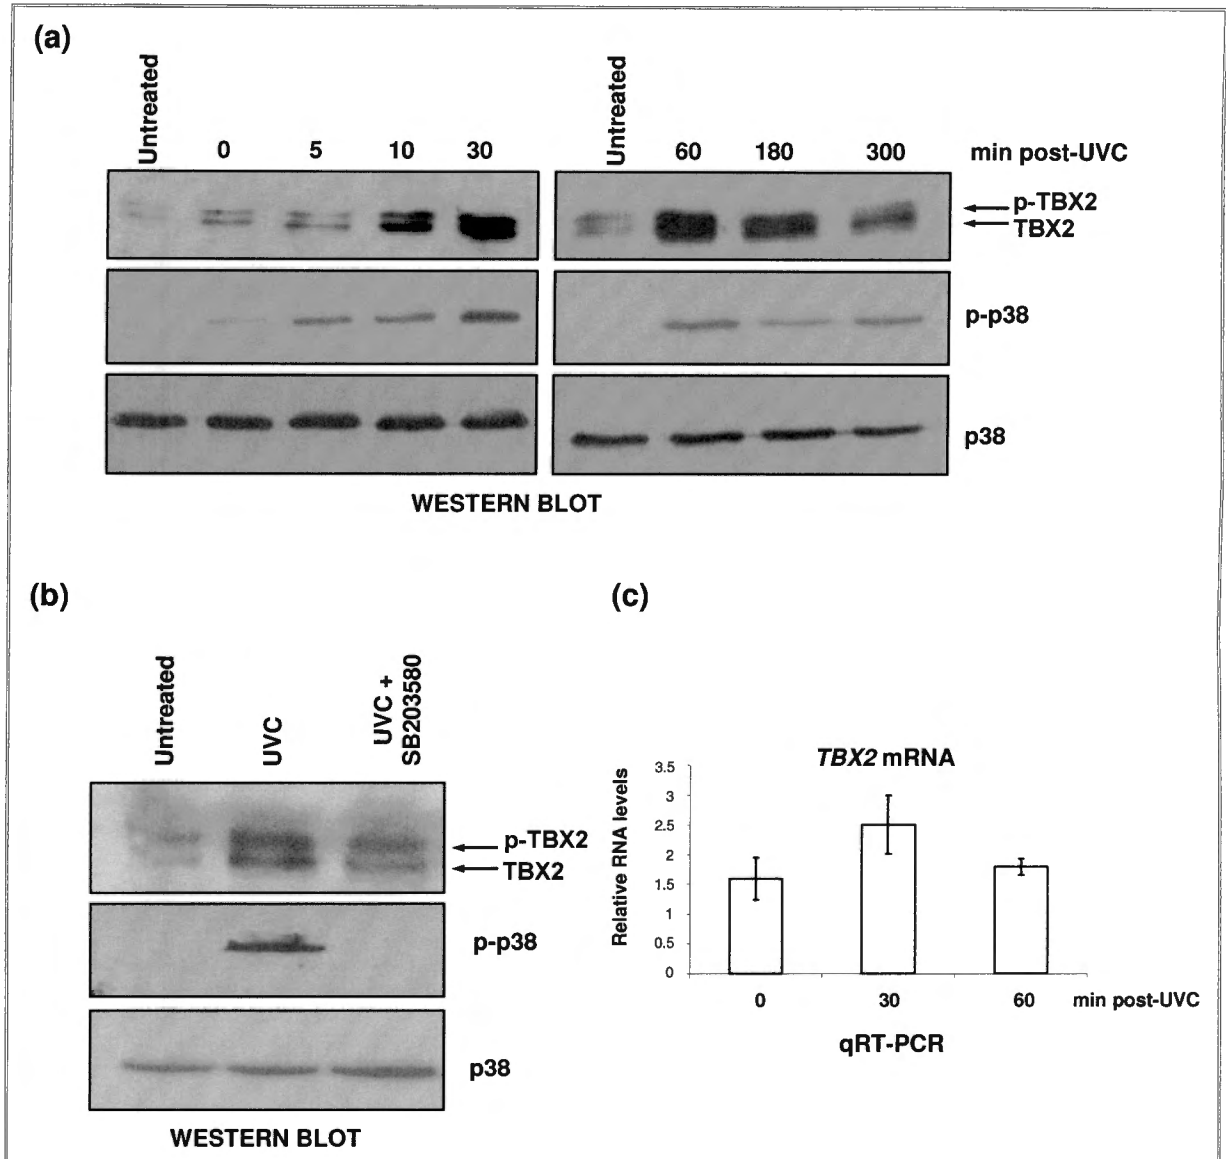 (a)
Untreated 0 5 10 30 Untreated 60 180 300 min post-UVC
p-TBX2
TBX2
p-p38
p38
WESTERN BLOT
(b)
Untreated UVC UVC + SB203580
p-TBX2
TBX2
p-p38
p38
WESTERN BLOT
(c)
TBX2 mRNA
Relative RNA levels
3.5
3
2.5
2
1.5
1
0.5
0
0 30 60 min post-UVC
qRT-PCR